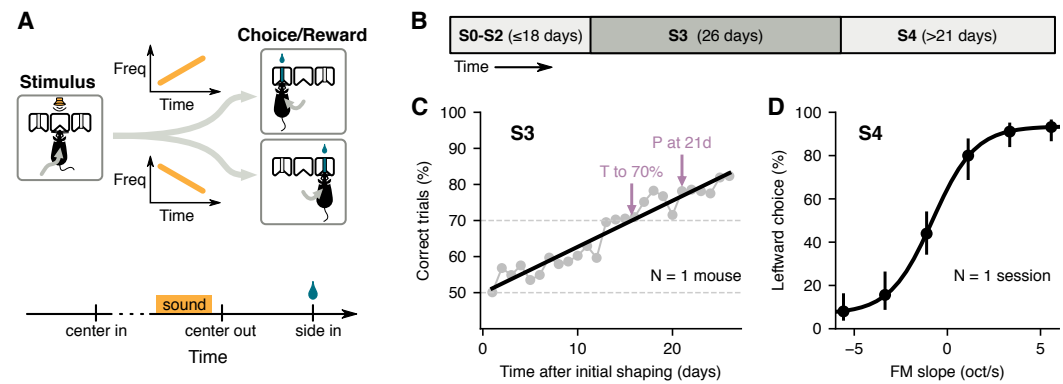 A
Stimulus
Freq
Time
Freq
Time
Choice/Reward
sound
center in
center out
side in
Time
B
S0-S2 (≤18 days)
S3 (26 days)
S4 (>21 days)
Time
C
S3
T to 70%
P at 21d
N = 1 mouse
Correct trials (%)
100
90
80
70
60
50
0
10
20
Time after initial shaping (days)
D
S4
N = 1 session
Leftward choice (%)
100
80
60
40
20
0
−5
0
5
FM slope (oct/s)